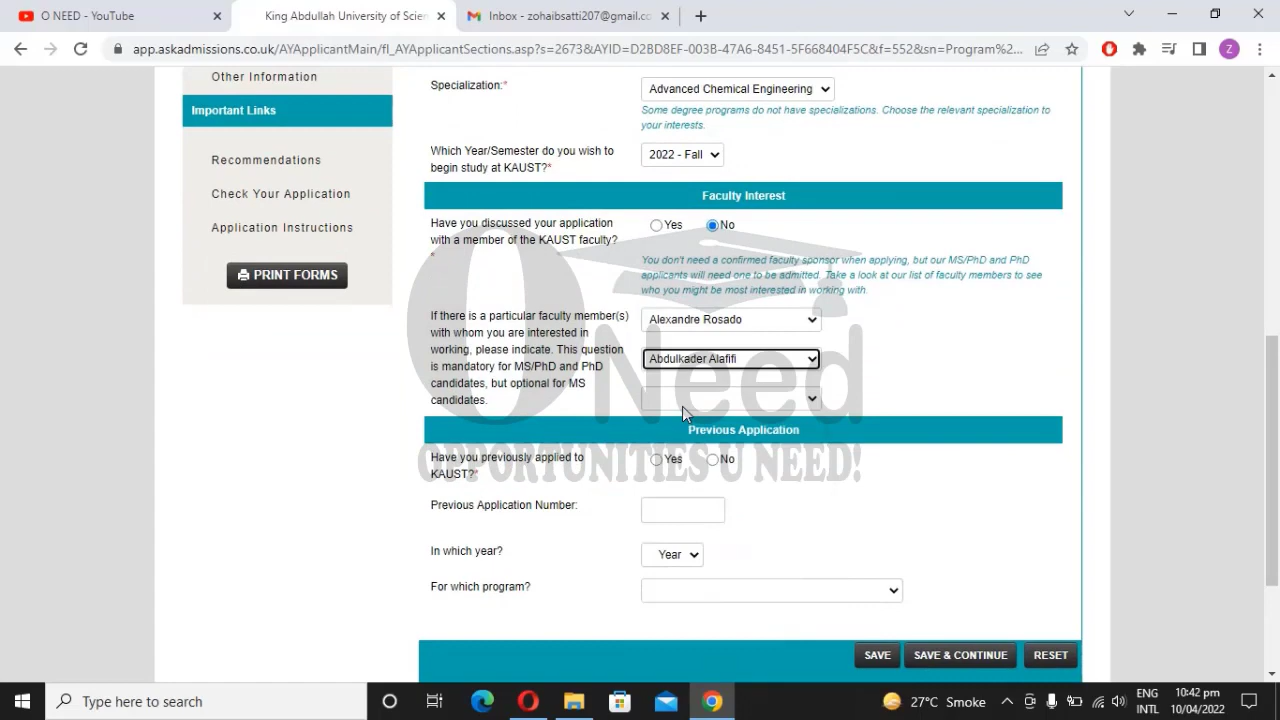 O NEED - YouTube
King Abdullah University of Scien
Inbox - zohaibsatti207@gmail.co
app.askadmissions.co.uk/AYApplicantMain/fl_AYApplicantSections.asp?s=2673&AYID=D2BD8EF-003B-47A6-8451-5F668404F5C&f=552&sn=Program%2...
Z
Other Information
Important Links
Recommendations
Check Your Application
Application Instructions
PRINT FORMS
Specialization:*
Advanced Chemical Engineering
Some degree programs do not have specializations. Choose the relevant specialization to
your interests.
Which Year/Semester do you wish to
begin study at KAUST?*
2022 - Fall
Faculty Interest
Have you discussed your application
with a member of the KAUST faculty?
*
Yes No
You don't need a confirmed faculty sponsor when applying, but our MS/PhD and PhD
applicants will need one to be admitted. Take a look at our list of faculty members to see
who you might be most interested in working with.
If there is a particular faculty member(s)
with whom you are interested in
working, please indicate. This question
is mandatory for MS/PhD and PhD
candidates, but optional for MS
candidates.
Alexandre Rosado
Abdulkader Alafifi
O Need
OPPORTUNITIES U NEED!
Previous Application
Have you previously applied to
KAUST?*
Yes No
Previous Application Number:
In which year?
Year
For which program?
SAVE
SAVE & CONTINUE
RESET
Type here to search
27°C Smoke
ENG
INTL
10:42 pm
10/04/2022